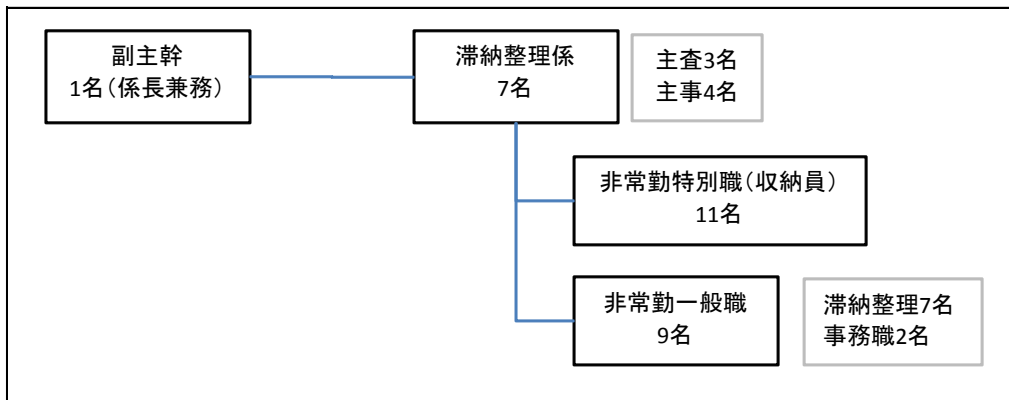 副主幹
1名（係長兼務）
滞納整理係
7名
主査3名
主事4名
非常勤特別職（収納員）
11名
非常勤一般職
9名
滞納整理7名
事務職2名